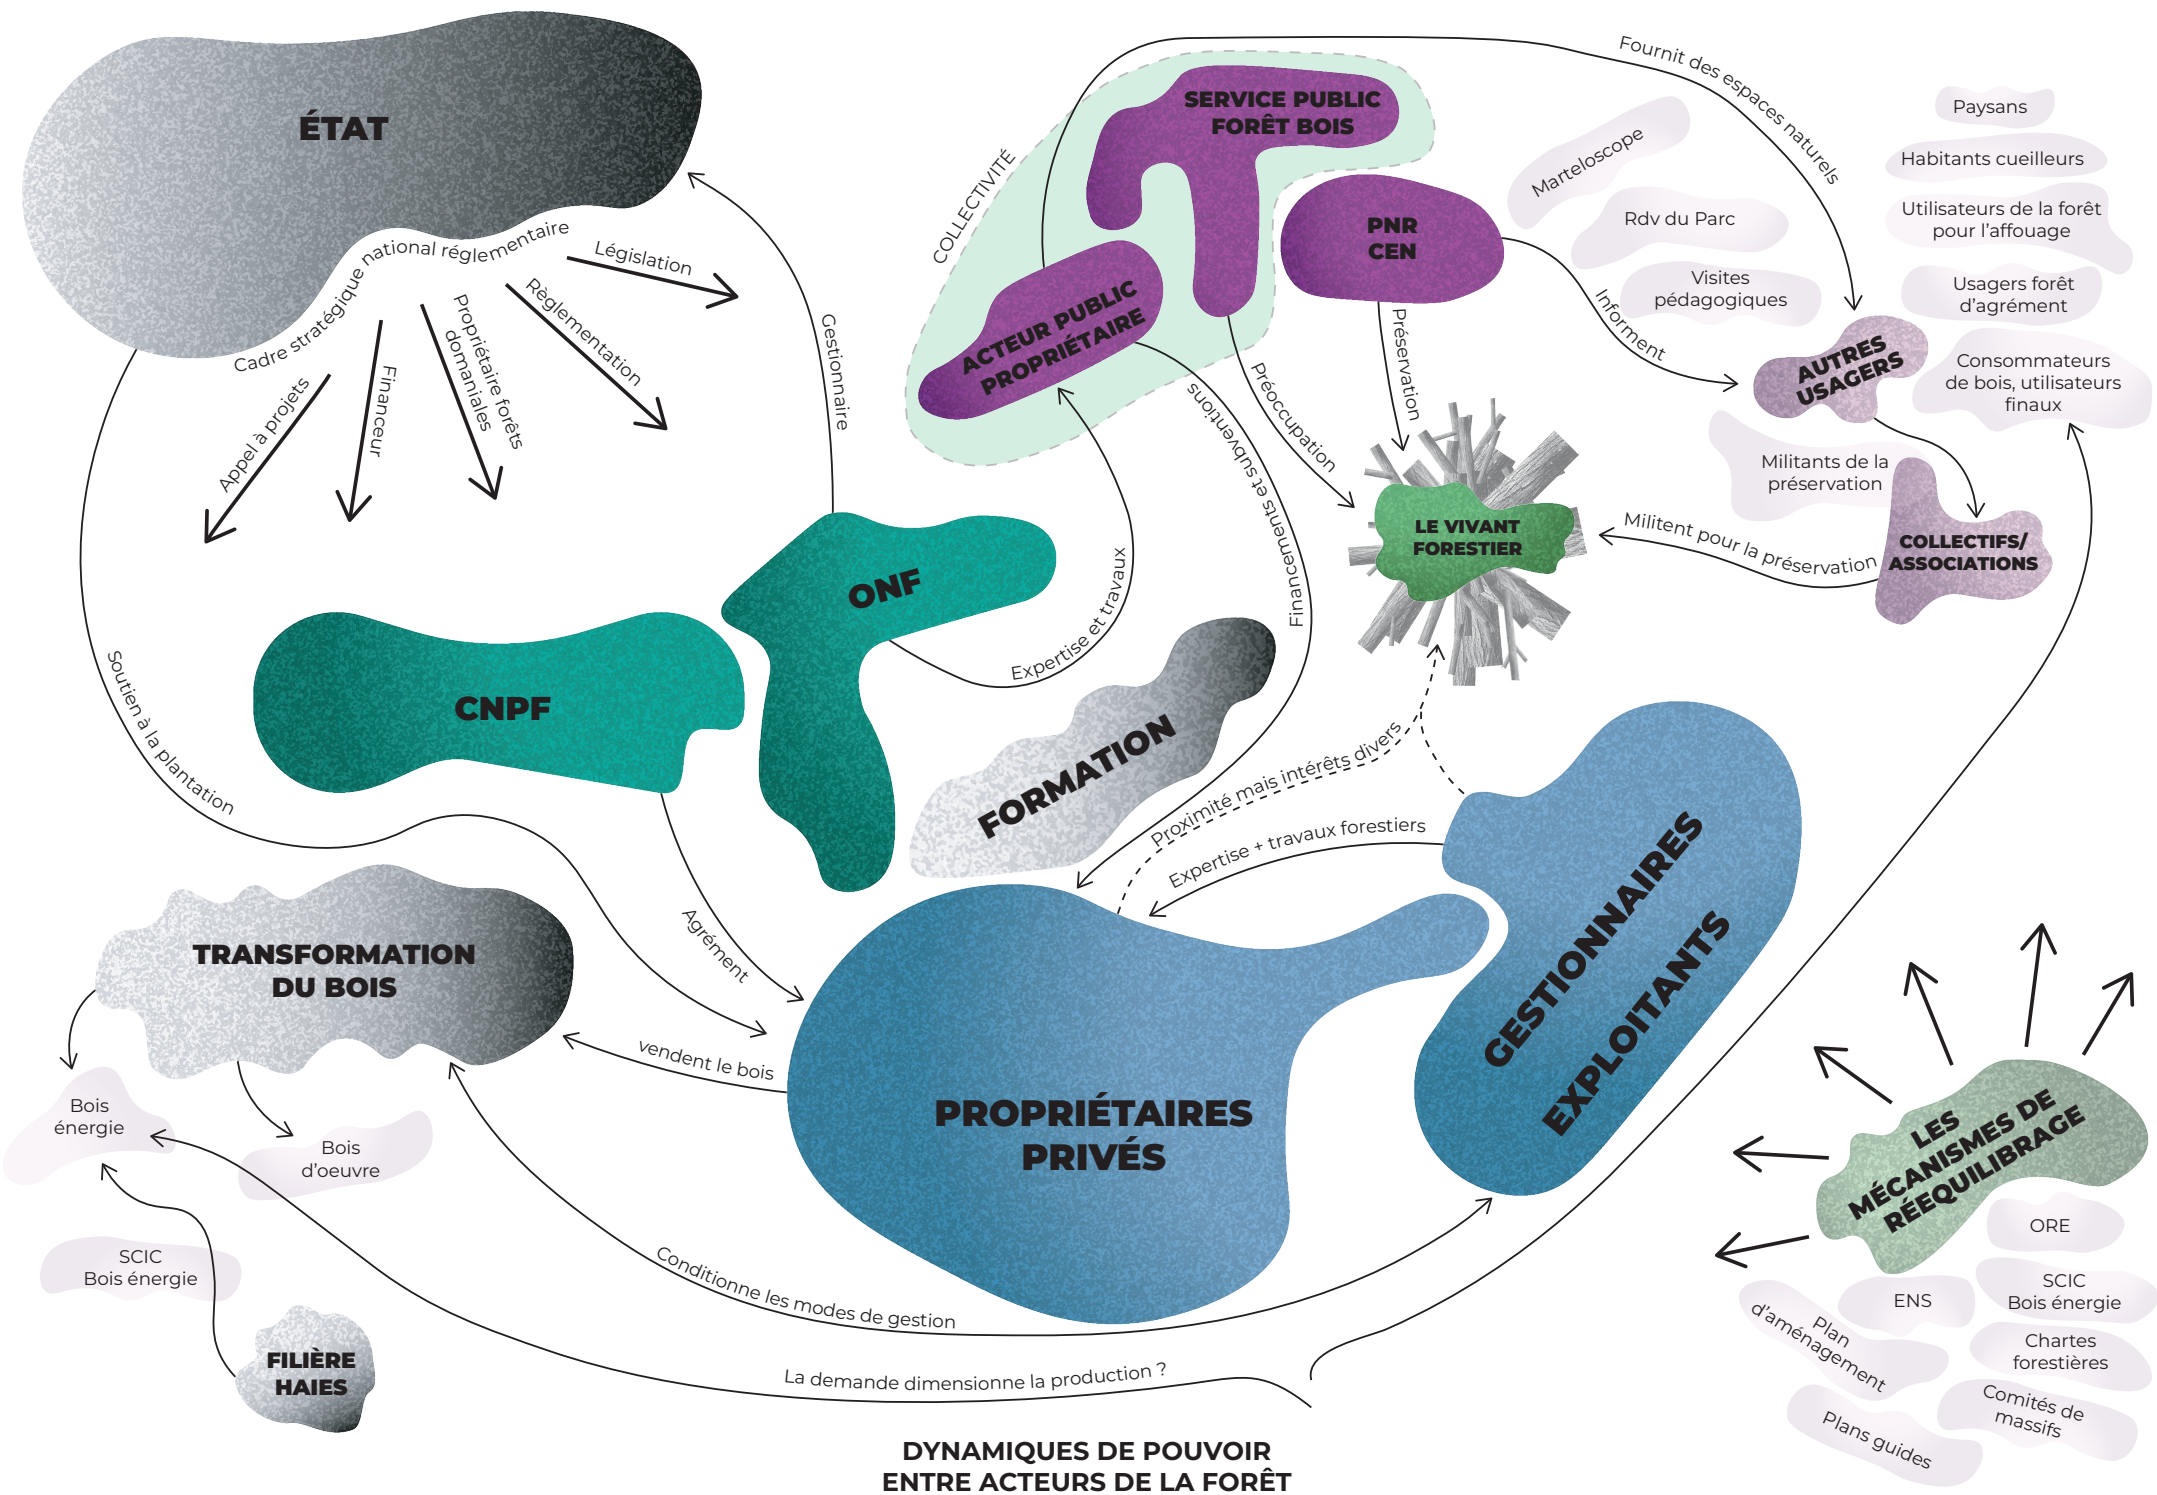 ÉTAT
Cadre stratégique national réglementaire
Législation
Règlementation
Propriétaire forêts
domaniales
Financeur
Appel à projets
Gestionnaire
COLLECTIVITÉ
SERVICE PUBLIC
FORÊT BOIS
ACTEUR PUBLIC
PROPRIÉTAIRE
PNR
CEN
Fournit des espaces naturels
Marteloscope
Rdv du Parc
Visites
pédagogiques
Informent
Paysans
Habitants cueilleurs
Utilisateurs de la forêt
pour l'affouage
Usagers forêt
d'agrément
Consommateurs
de bois, utilisateurs
finaux
AUTRES
USAGERS
Militants de la
préservation
COLLECTIFS/
ASSOCIATIONS
Militent pour la préservation
Préservation
Préoccupation
Financements et subventions
LE VIVANT
FORESTIER
ONF
Expertise et travaux
CNPF
FORMATION
Soutien à la plantation
Agrément
Proximité mais intérêts divers
Expertise + travaux forestiers
GESTIONNAIRES
EXPLOITANTS
TRANSFORMATION
DU BOIS
vendent le bois
PROPRIÉTAIRES
PRIVÉS
Bois
énergie
Bois
d'oeuvre
SCIC
Bois énergie
FILIÈRE
HAIES
Conditionne les modes de gestion
La demande dimensionne la production ?
LES
MÉCANISMES DE
RÉEQUILIBRAGE
ORE
SCIC
Bois énergie
ENS
Chartes
forestières
Plan
d'aménagement
Comités de
massifs
Plans guides
DYNAMIQUES DE POUVOIR
ENTRE ACTEURS DE LA FORÊT